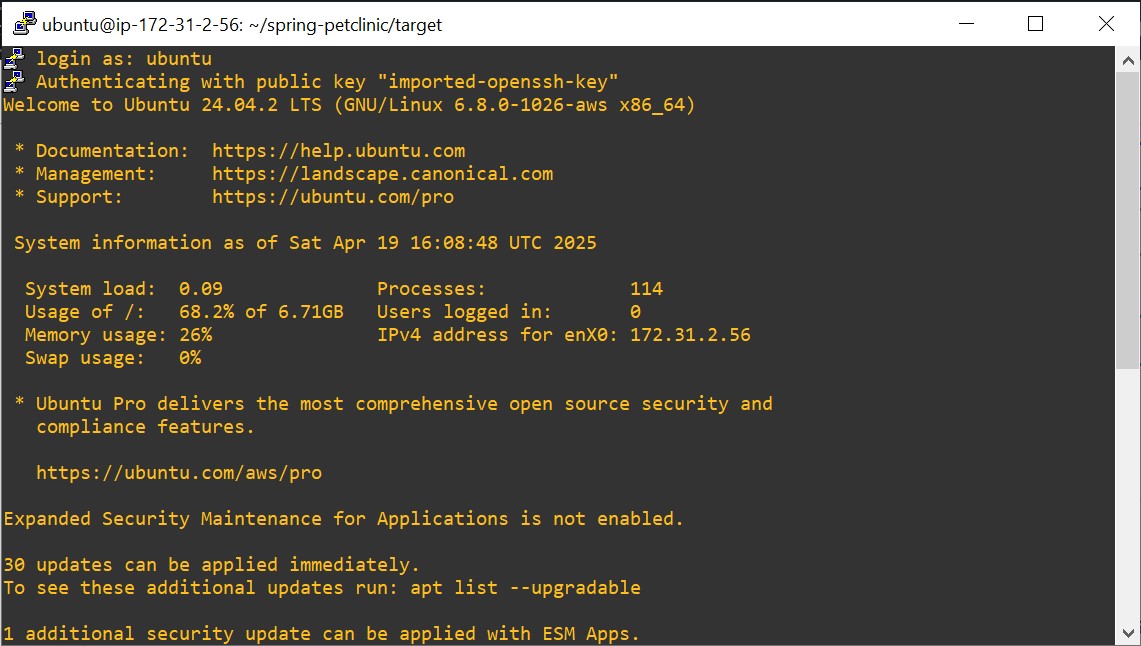 ubuntu@ip-172-31-2-56: ~/spring-petclinic/target
login as: ubuntu
Authenticating with public key "imported-openssh-key"
Welcome to Ubuntu 24.04.2 LTS (GNU/Linux 6.8.0-1026-aws x86_64)
* Documentation:  https://help.ubuntu.com
* Management:     https://landscape.canonical.com
* Support:        https://ubuntu.com/pro
System information as of Sat Apr 19 16:08:48 UTC 2025
System load:  0.09              Processes:             114
Usage of /:   68.2% of 6.71GB   Users logged in:       0
Memory usage: 26%               IPv4 address for enX0: 172.31.2.56
Swap usage:   0%
* Ubuntu Pro delivers the most comprehensive open source security and
compliance features.
https://ubuntu.com/aws/pro
Expanded Security Maintenance for Applications is not enabled.
30 updates can be applied immediately.
To see these additional updates run: apt list --upgradable
1 additional security update can be applied with ESM Apps.